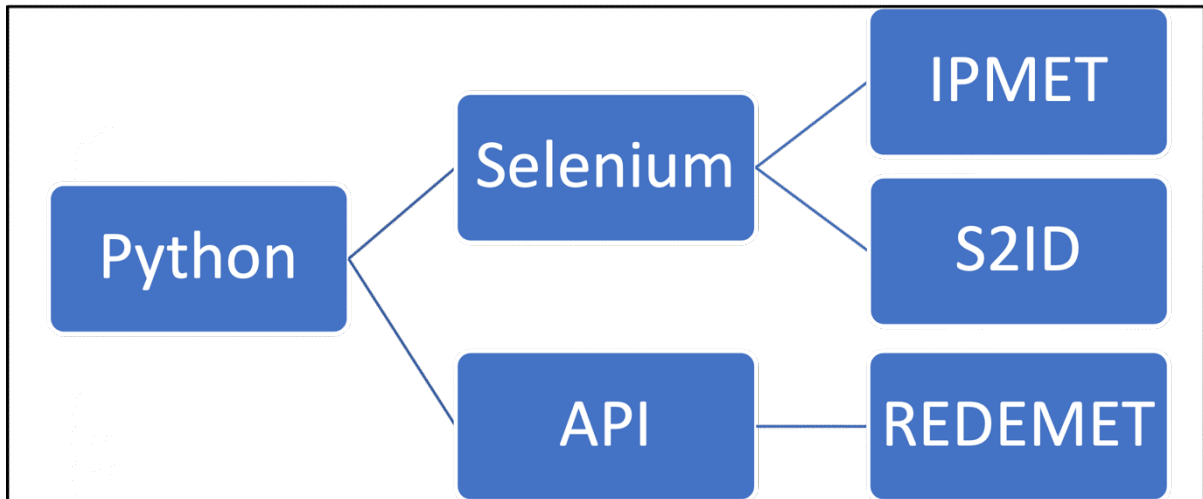 Python
Selenium
API
IPMET
S2ID
REDEMET